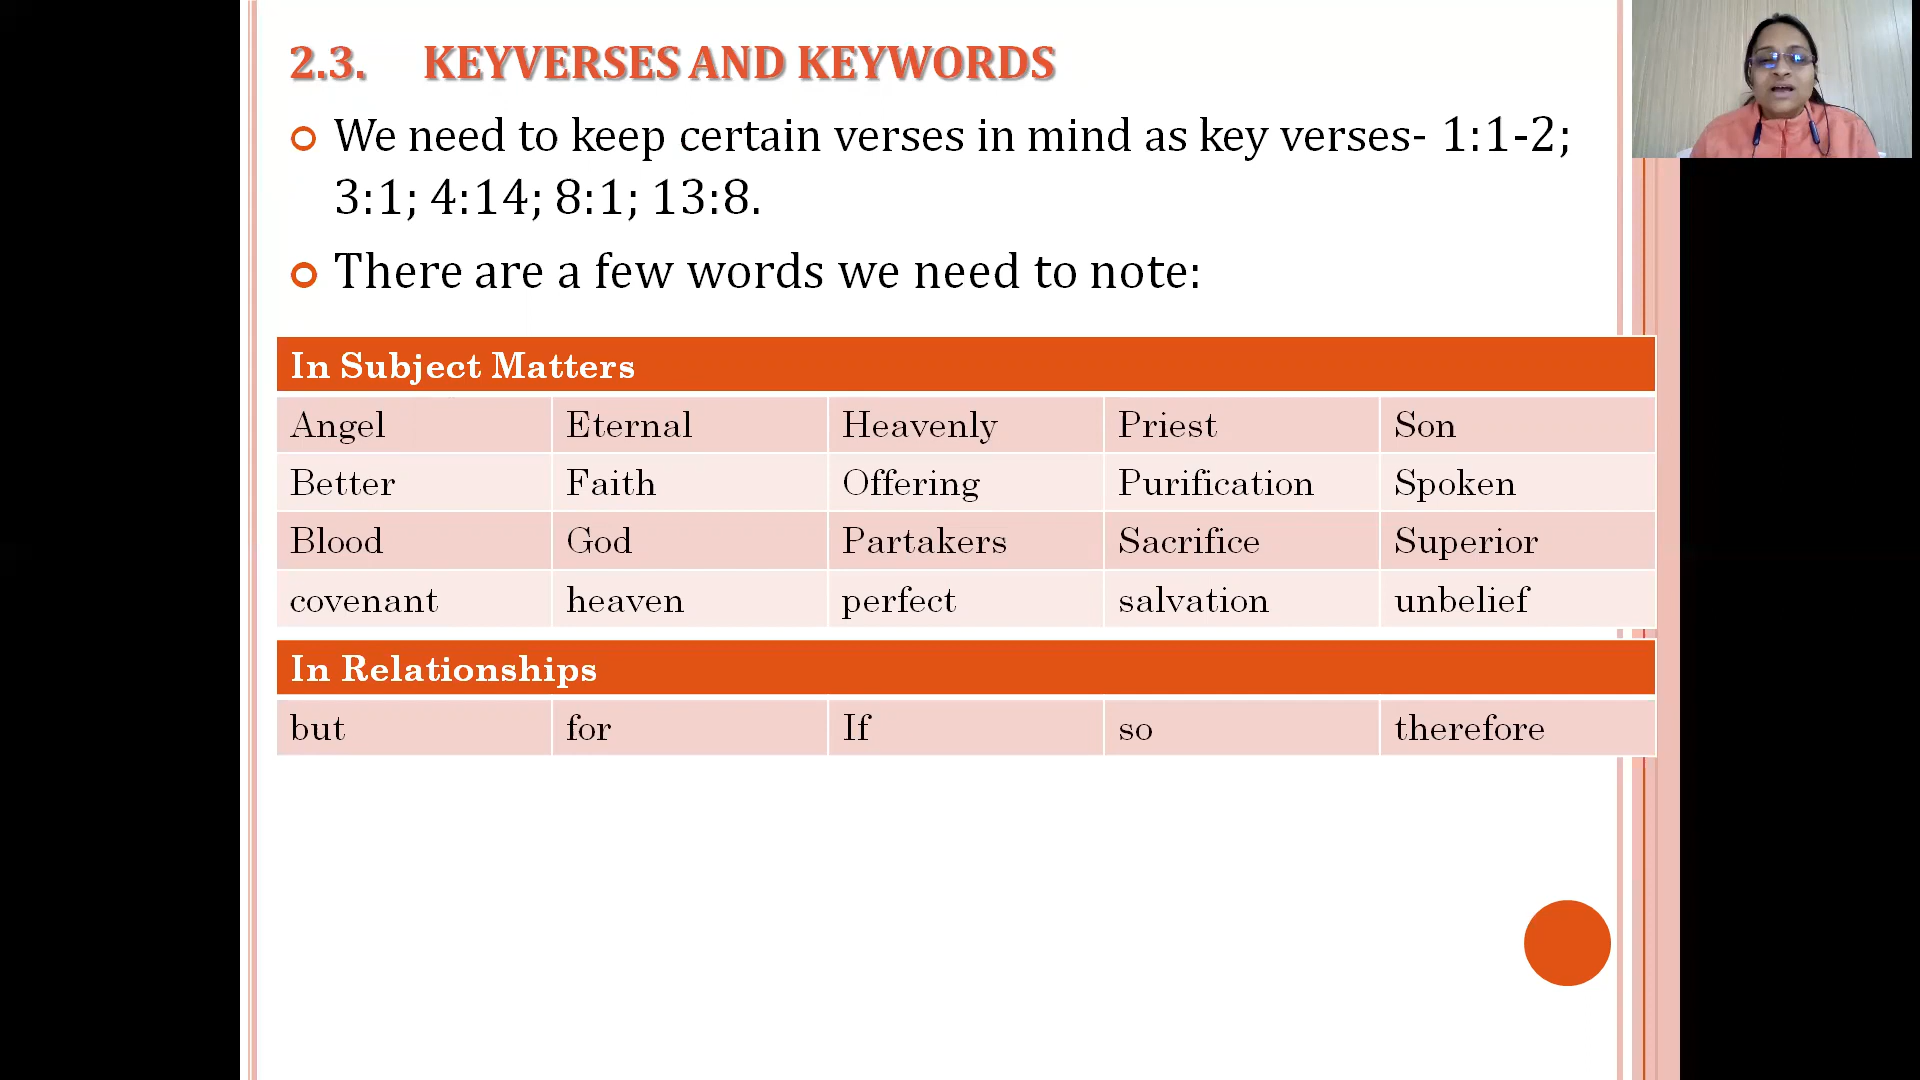 2.3. KEYVERSES AND KEYWORDS
We need to keep certain verses in mind as key verses- 1:1-2;
3:1; 4:14; 8:1; 13:8.
There are a few words we need to note:
In Subject Matters
Angel Eternal Heavenly Priest Son
Better Faith Offering Purification Spoken
Blood God Partakers Sacrifice Superior
covenant heaven perfect salvation unbelief
In Relationships
but for If so therefore